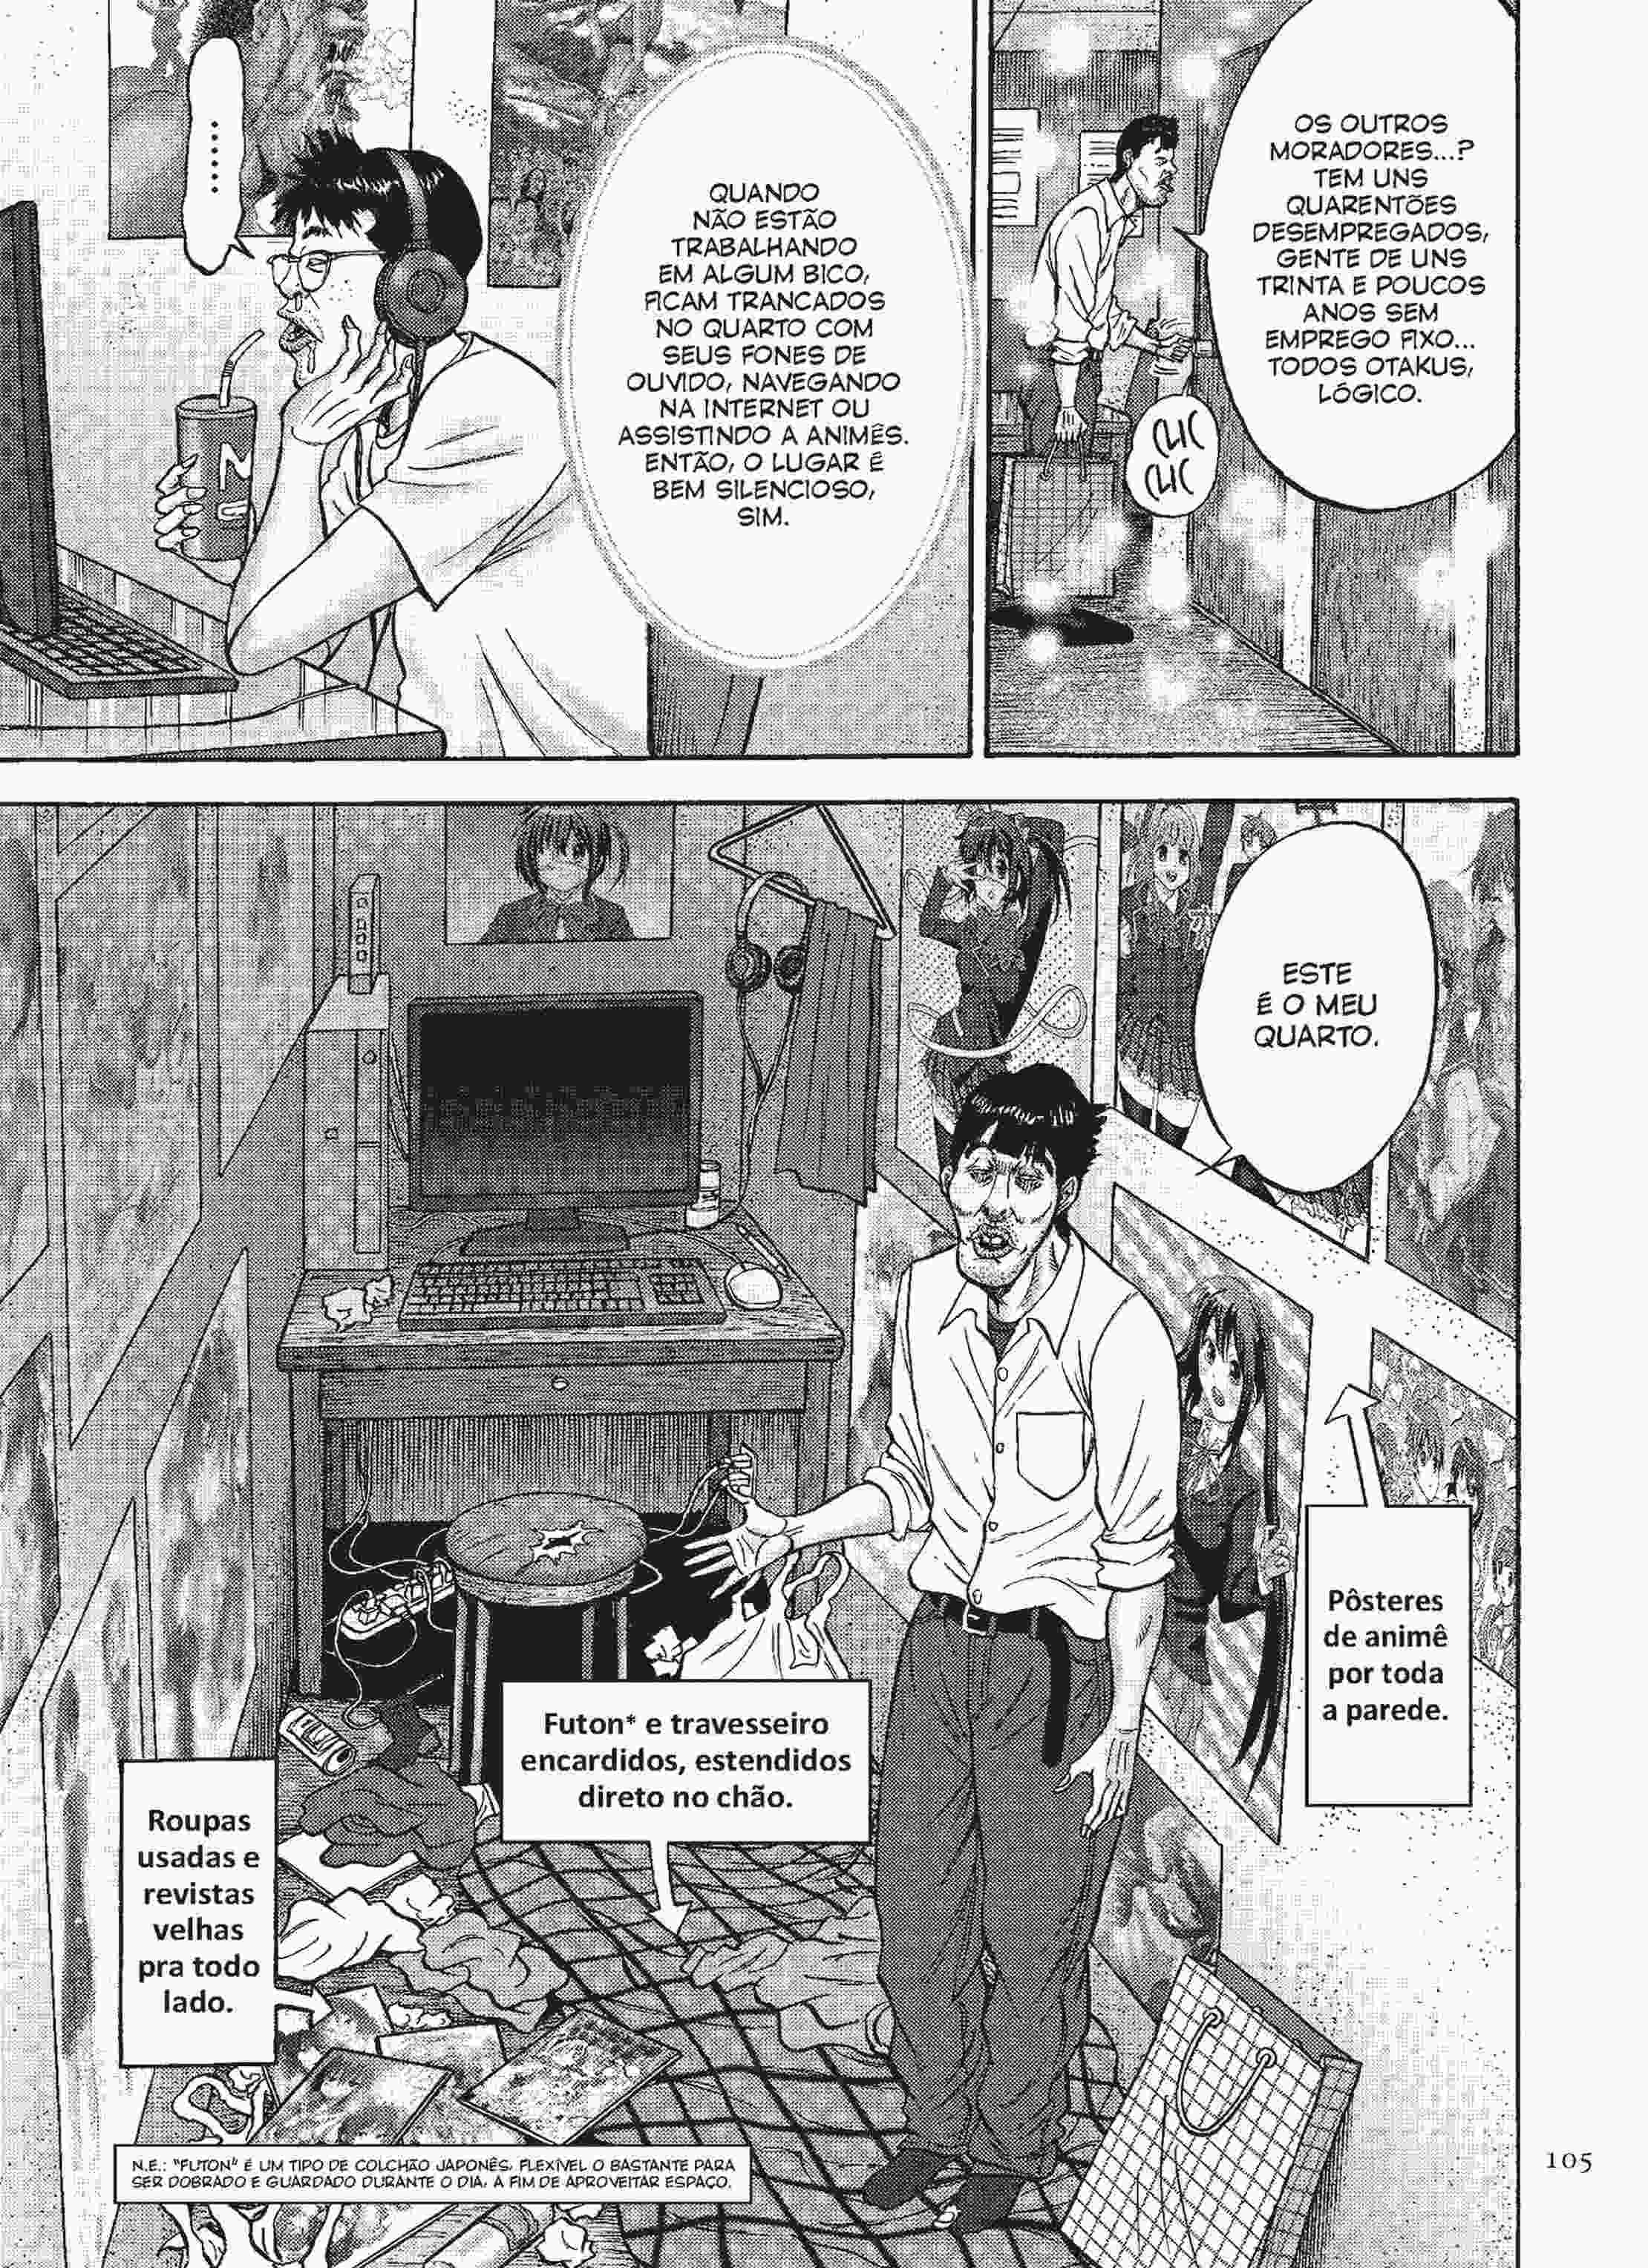 OS OUTROS
MORADORES...?
TEM UNS
QUARENTÕES
DESEMPREGADOS,
GENTE DE UNS
TRINTA E POUCOS
ANOS SEM
EMPREGO FIXO...
TODOS OTAKUS,
LÓGICO.
CLIC
CLIC
QUANDO
NÃO ESTÃO
TRABALHANDO
EM ALGUM BICO,
FICAM TRANCADOS
NO QUARTO COM
SEUS FONES DE
OUVIDO, NAVEGANDO
NA INTERNET OU
ASSISTINDO A ANIMÊS.
ENTÃO, O LUGAR É
BEM SILENCIOSO,
SIM.
......
M
ESTE
É O MEU
QUARTO.
Pôsteres
de animê
por toda
a parede.
Futon* e travesseiro
encardidos, estendidos
direto no chão.
Roupas
usadas e
revistas
velhas
pra todo
lado.
N.E.: "FUTON" É UM TIPO DE COLCHÃO JAPONÊS, FLEXÍVEL O BASTANTE PARA
SER DOBRADO E GUARDADO DURANTE O DIA, A FIM DE APROVEITAR ESPAÇO.
105